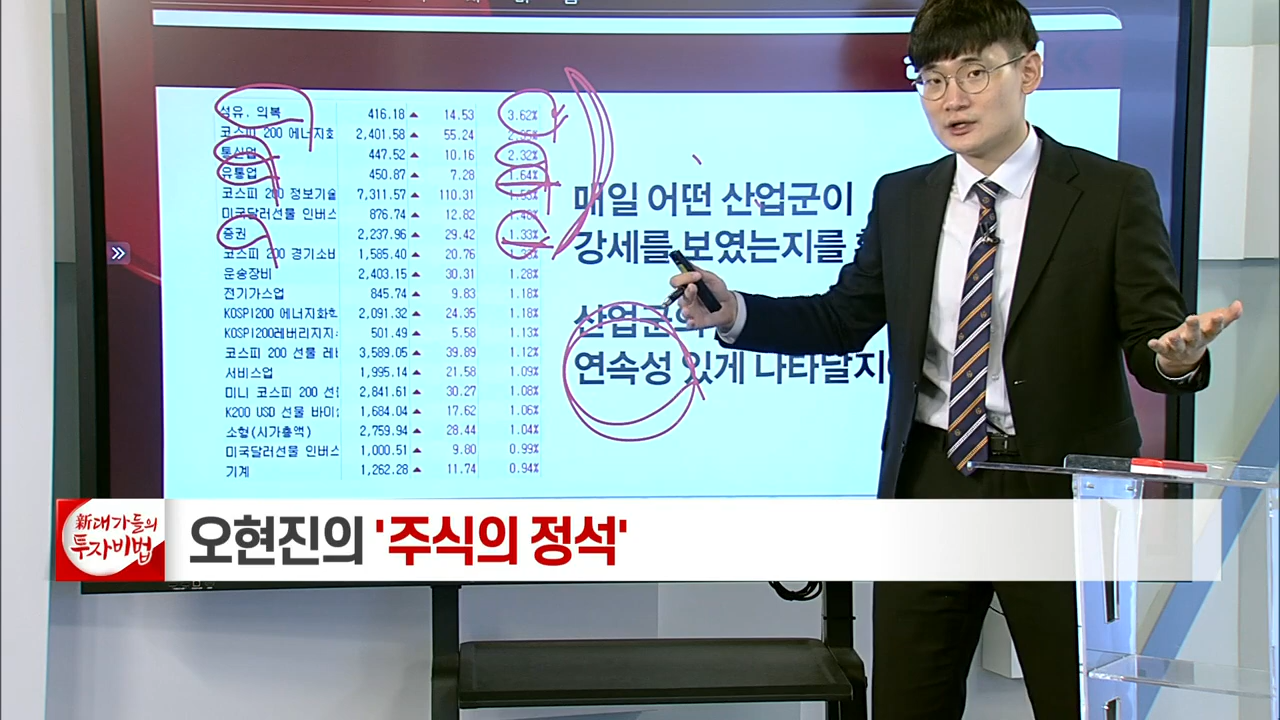 섬유. 의복 416.18 ▲ 14.53 3.62%
코스피 200 에너지화 2,401.58 ▲ 55.24
통신업 447.52 ▲ 10.16 2.32%
유통업 450.87 ▲ 7.28 1.64%
코스피 200 정보기술 7,311.57 ▲ 110.31
미국달러선물 인버스 876.74 ▲ 12.82
증권 2,237.96 ▲ 29.42 1.33%
코스피 200 경기소비 1,585.40 ▲ 20.76
운송장비 2,403.15 ▲ 30.31 1.28%
전기가스업 845.74 ▲ 9.83 1.18%
KOSPI200 에너지화학 2,091.32 ▲ 24.35 1.18%
KOSPI200레버리지지 501.49 ▲ 5.58 1.13%
코스피 200 선물 레버 3,589.05 ▲ 39.89 1.12%
서비스업 1,995.14 ▲ 21.58 1.09%
미니 코스피 200 선 2,841.61 ▲ 30.27 1.08%
K200 USD 선물 바이 1,684.04 ▲ 17.62 1.06%
소형(시가총액) 2,759.94 ▲ 28.44 1.04%
미국달러선물 인버스 1,000.51 ▲ 9.80 0.99%
기계 1,262.28 ▲ 11.74 0.94%
매일 어떤 산업군이
강세를 보였는지를
산업군의
연속성 있게 나타날지
新대가들의
투자비법
오현진의 '주식의 정석'